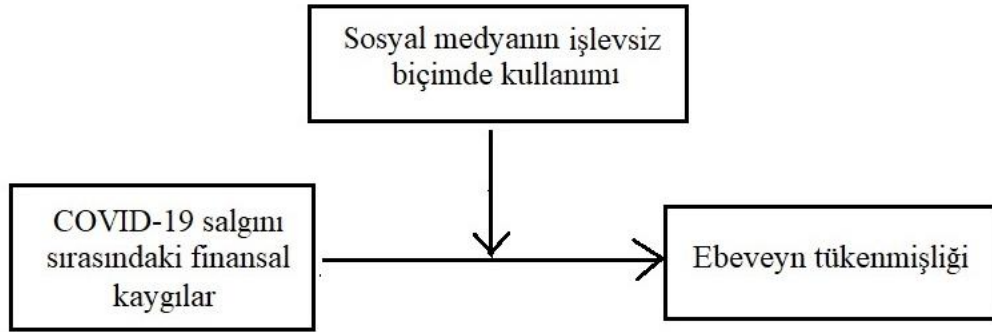 Sosyal medyanın işlevsiz
biçimde kullanımı
COVID-19 salgını
sırasındaki finansal
kaygılar
Ebeveyn tükenmişliği